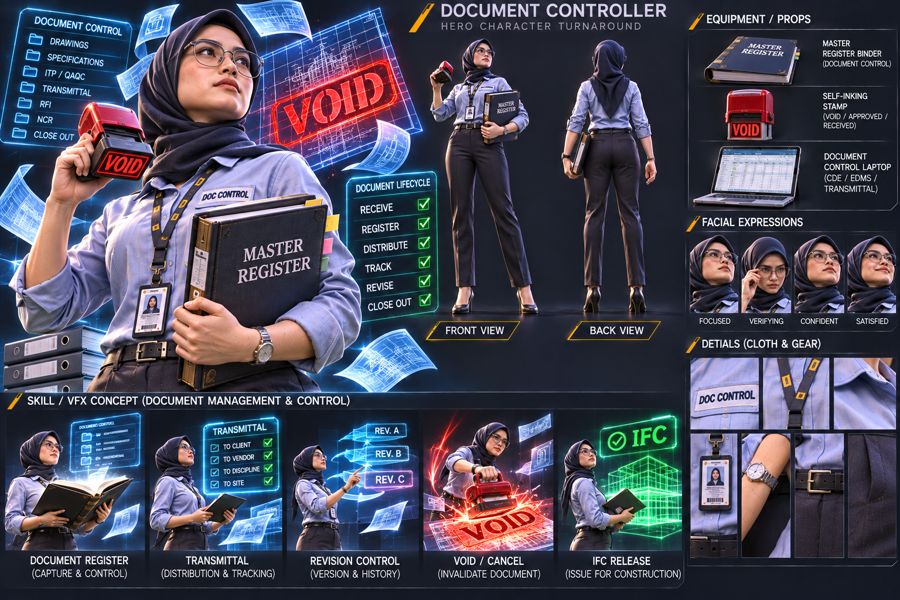 DOCUMENT CONTROLLER
HERO CHARACTER TURNAROUND
DOCUMENT CONTROL
DRAWINGS
SPECIFICATIONS
ITP / QAQC
TRANSMITTAL
RFI
NCR
CLOSE OUT
VOID
VOID
DOC CONTROL
MASTER
REGISTER
DOCUMENT LIFECYCLE
RECEIVE
REGISTER
DISTRIBUTE
TRACK
REVISE
CLOSE OUT
MASTER
REGISTER
FRONT VIEW
BACK VIEW
EQUIPMENT / PROPS
MASTER
REGISTER
MASTER
REGISTER BINDER
(DOCUMENT CONTROL)
VOID
SELF-INKING
STAMP
(VOID / APPROVED /
RECEIVED)
DOCUMENT
CONTROL LAPTOP
(CDE / EDMS /
TRANSMITTAL)
FACIAL EXPRESSIONS
FOCUSED
VERIFYING
CONFIDENT
SATISFIED
DETIALS (CLOTH & GEAR)
DOC CONTROL
SKILL / VFX CONCEPT (DOCUMENT MANAGEMENT & CONTROL)
DOCUMENT REGISTER
(CAPTURE & CONTROL)
TRANSMITTAL
TO CLIENT
TO VENDOR
TO DISCIPLINE
TO SITE
TRANSMITTAL
(DISTRIBUTION & TRACKING)
REV. A
REV. B
REV. C
REVISION CONTROL
(VERSION & HISTORY)
VOID
VOID / CANCEL
(INVALIDATE DOCUMENT)
IFC
IFC RELEASE
(ISSUE FOR CONSTRUCTION)